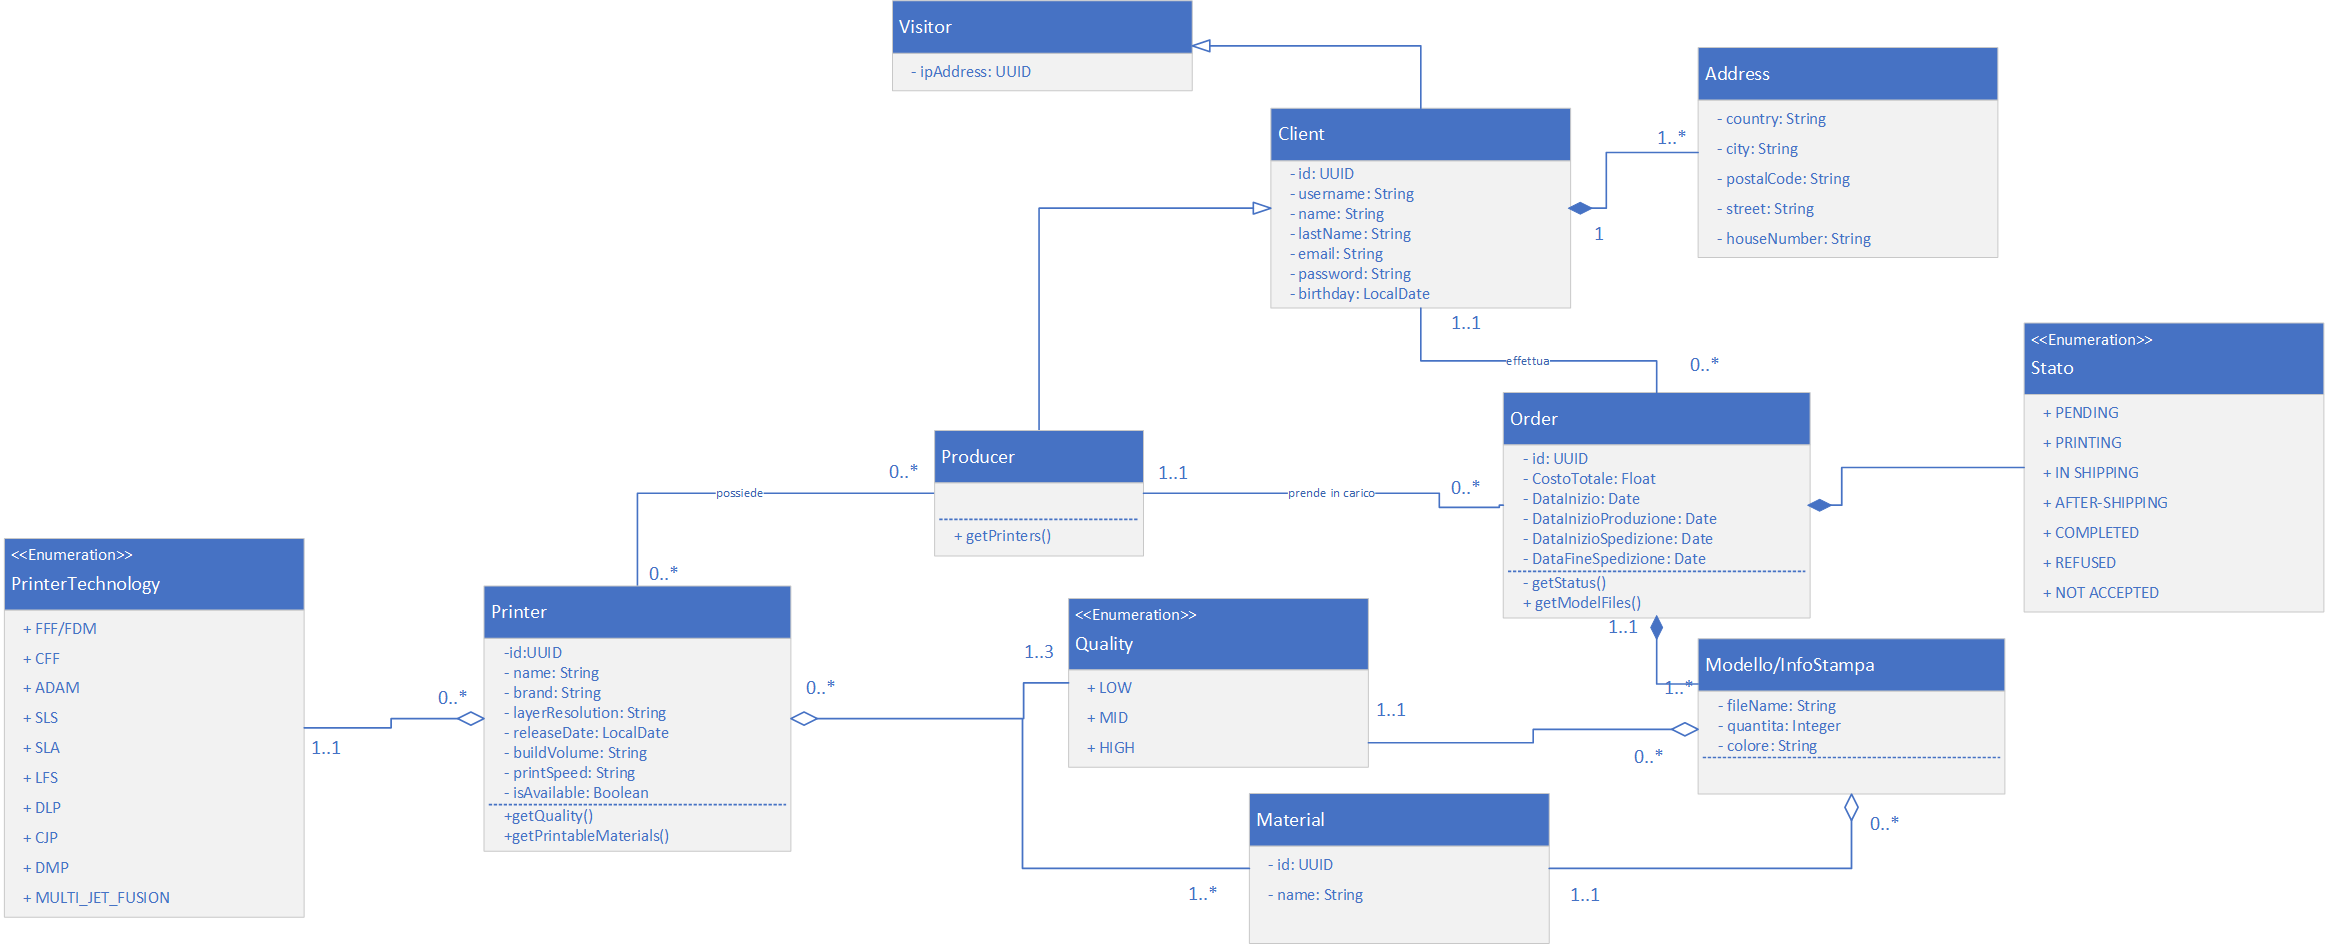 Visitor
- ipAddress: UUID
Address
- country: String
- city: String
- postalCode: String
- street: String
- houseNumber: String
1..*
1
Client
- id: UUID
- username: String
- name: String
- lastName: String
- email: String
- password: String
- birthday: LocalDate
1..1
effettua
0..*
<<Enumeration>>
Stato
+ PENDING
+ PRINTING
+ IN SHIPPING
+ AFTER-SHIPPING
+ COMPLETED
+ REFUSED
+ NOT ACCEPTED
Order
- id: UUID
- CostoTotale: Float
- DataInizio: Date
- DataInizioProduzione: Date
- DataInizioSpedizione: Date
- DataFineSpedizione: Date
- getStatus()
+ getModelFiles()
Producer
+ getPrinters()
0..*
possiede
0..*
1..1
prende in carico
0..*
<<Enumeration>>
PrinterTechnology
+ FFF/FDM
+ CFF
+ ADAM
+ SLS
+ SLA
+ LFS
+ DLP
+ CJP
+ DMP
+ MULTI_JET_FUSION
0..*
1..1
Printer
-id:UUID
- name: String
- brand: String
- layerResolution: String
- releaseDate: LocalDate
- buildVolume: String
- printSpeed: String
- isAvailable: Boolean
+getQuality()
+getPrintableMaterials()
0..*
1..3
<<Enumeration>>
Quality
+ LOW
+ MID
+ HIGH
1..1
0..*
1..1
1..*
Modello/InfoStampa
- fileName: String
- quantita: Integer
- colore: String
0..*
Material
- id: UUID
- name: String
1..*
1..1